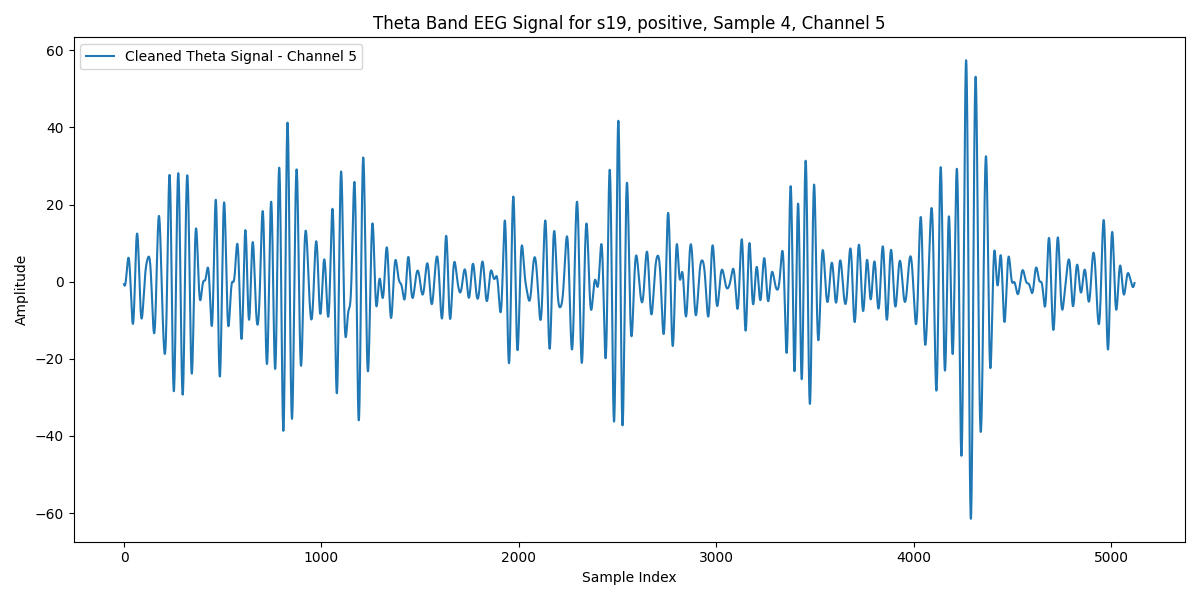 Theta Band EEG Signal for s19, positive, Sample 4, Channel 5
Cleaned Theta Signal - Channel 5
60
40
20
0
−20
−40
−60
Amplitude
0 1000 2000 3000 4000 5000
Sample Index